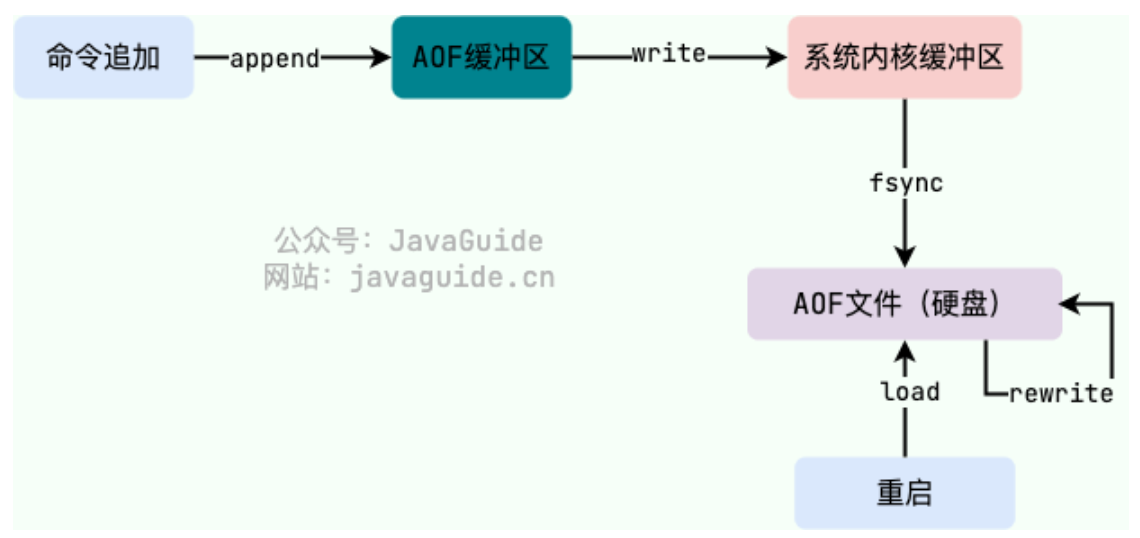 命令追加
append
AOF缓冲区
write
系统内核缓冲区
fsync
公众号：JavaGuide
网站：javaguide.cn
AOF文件（硬盘）
load
rewrite
重启